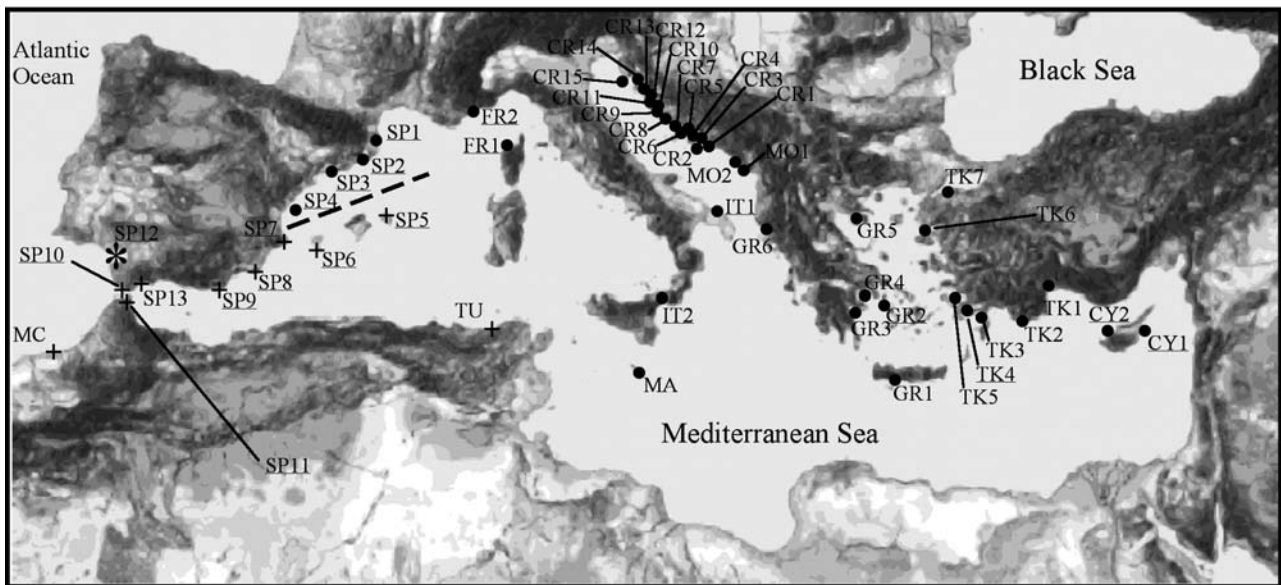 Atlantic
Ocean
Black Sea
Mediterranean Sea
CR13
CR12
CR14
CR10
CR7
CR4
CR15
CR5
CR3
CR11
CR1
CR9
CR8
CR6
CR2
MO1
MO2
FR2
FR1
SP1
SP2
SP3
SP4
SP5
SP7
SP6
SP12
SP10
SP8
SP13
SP9
MC
TU
SP11
IT1
IT2
MA
GR6
GR5
GR4
GR2
GR3
GR1
TK7
TK6
TK1
TK2
TK3
TK4
TK5
CY2
CY1